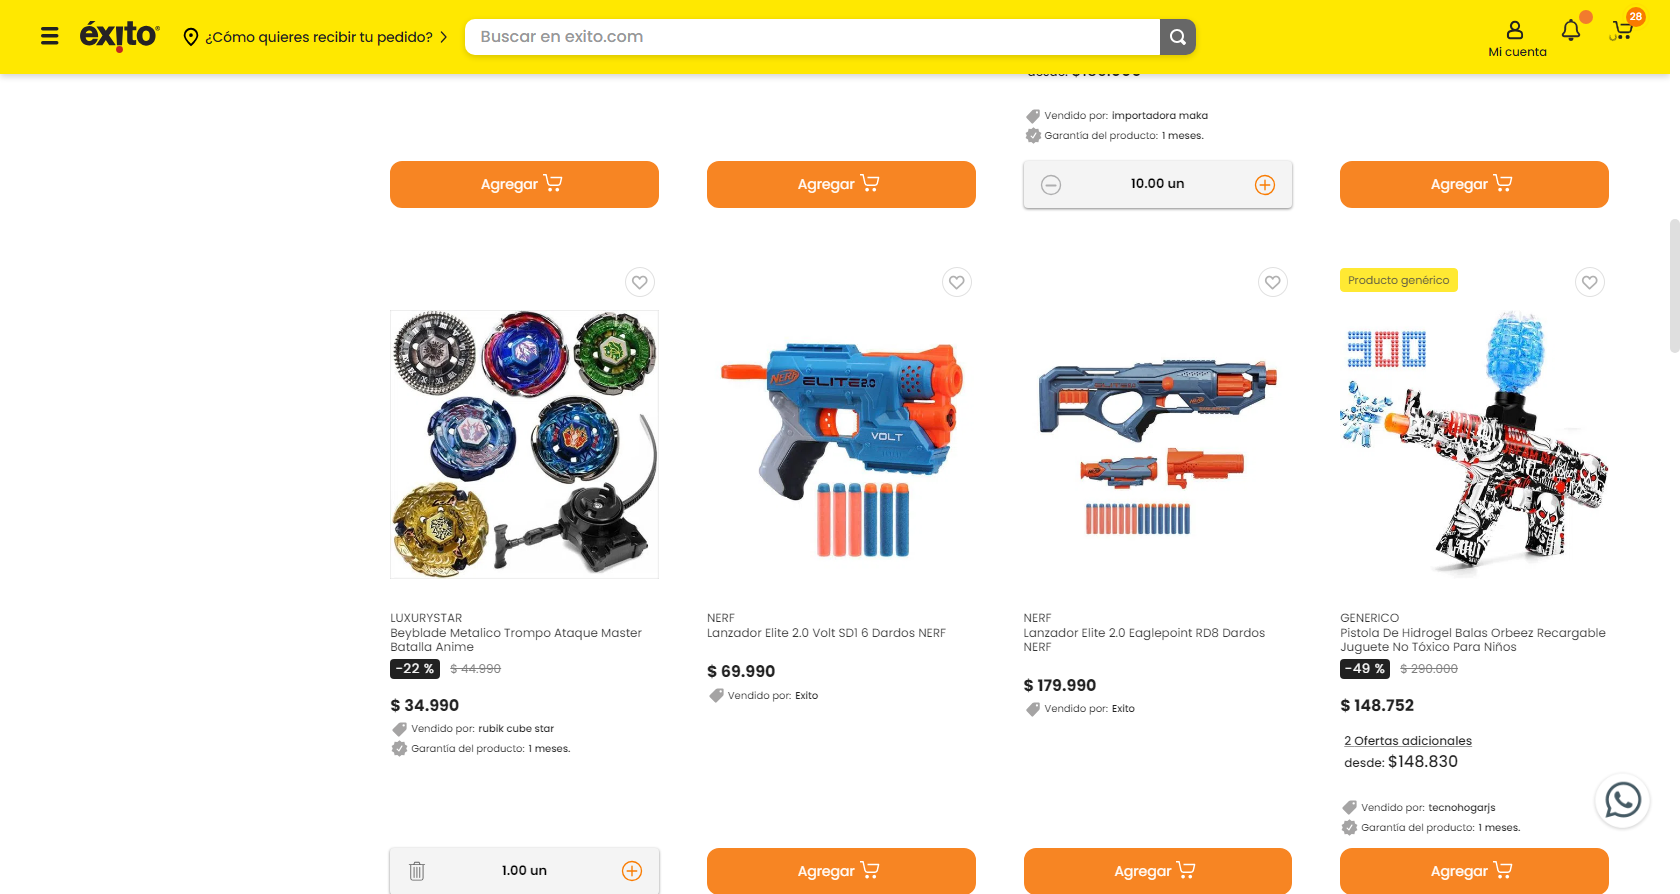 éxito
¿Cómo quieres recibir tu pedido?
Buscar en exito.com
Mi cuenta
28
Vendido por: importadora maka
Garantía del producto: 1 meses.
Agregar
Agregar
10.00 un
Agregar
Producto genérico
NERF ELITE 2.0
VOLT
300
LUXURYSTAR
Beyblade Metalico Trompo Ataque Master
Batalla Anime
-22 % $ 44.990
$ 34.990
Vendido por: rubik cube star
Garantía del producto: 1 meses.
NERF
Lanzador Elite 2.0 Volt SD1 6 Dardos NERF
$ 69.990
Vendido por: Exito
NERF
Lanzador Elite 2.0 Eaglepoint RD8 Dardos
NERF
$ 179.990
Vendido por: Exito
GENERICO
Pistola De Hidrogel Balas Orbeez Recargable
Juguete No Tóxico Para Niños
-49 % $ 290.000
$ 148.752
2 Ofertas adicionales
desde: $148.830
Vendido por: tecnohogarjs
Garantía del producto: 1 meses.
1.00 un
Agregar
Agregar
Agregar